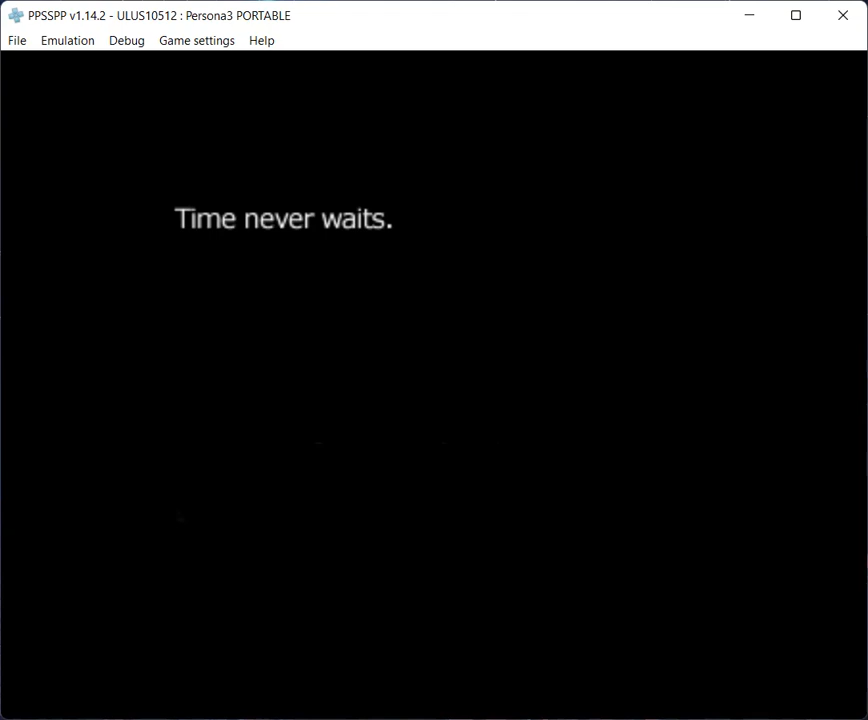 PPSSPP v1.14.2 - ULUS10512 : Persona3 PORTABLE
File Emulation Debug Game settings Help
Time never waits.